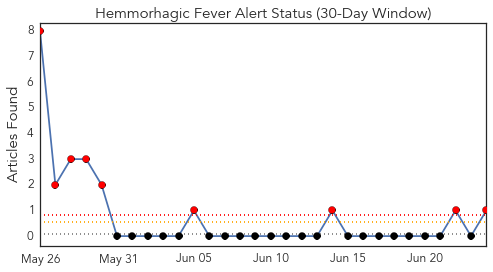 Hemmorhagic Fever Alert Status (30-Day Window)
Articles Found
8
7
6
5
4
3
2
1
0
May 26
May 31
Jun 05
Jun 10
Jun 15
Jun 20